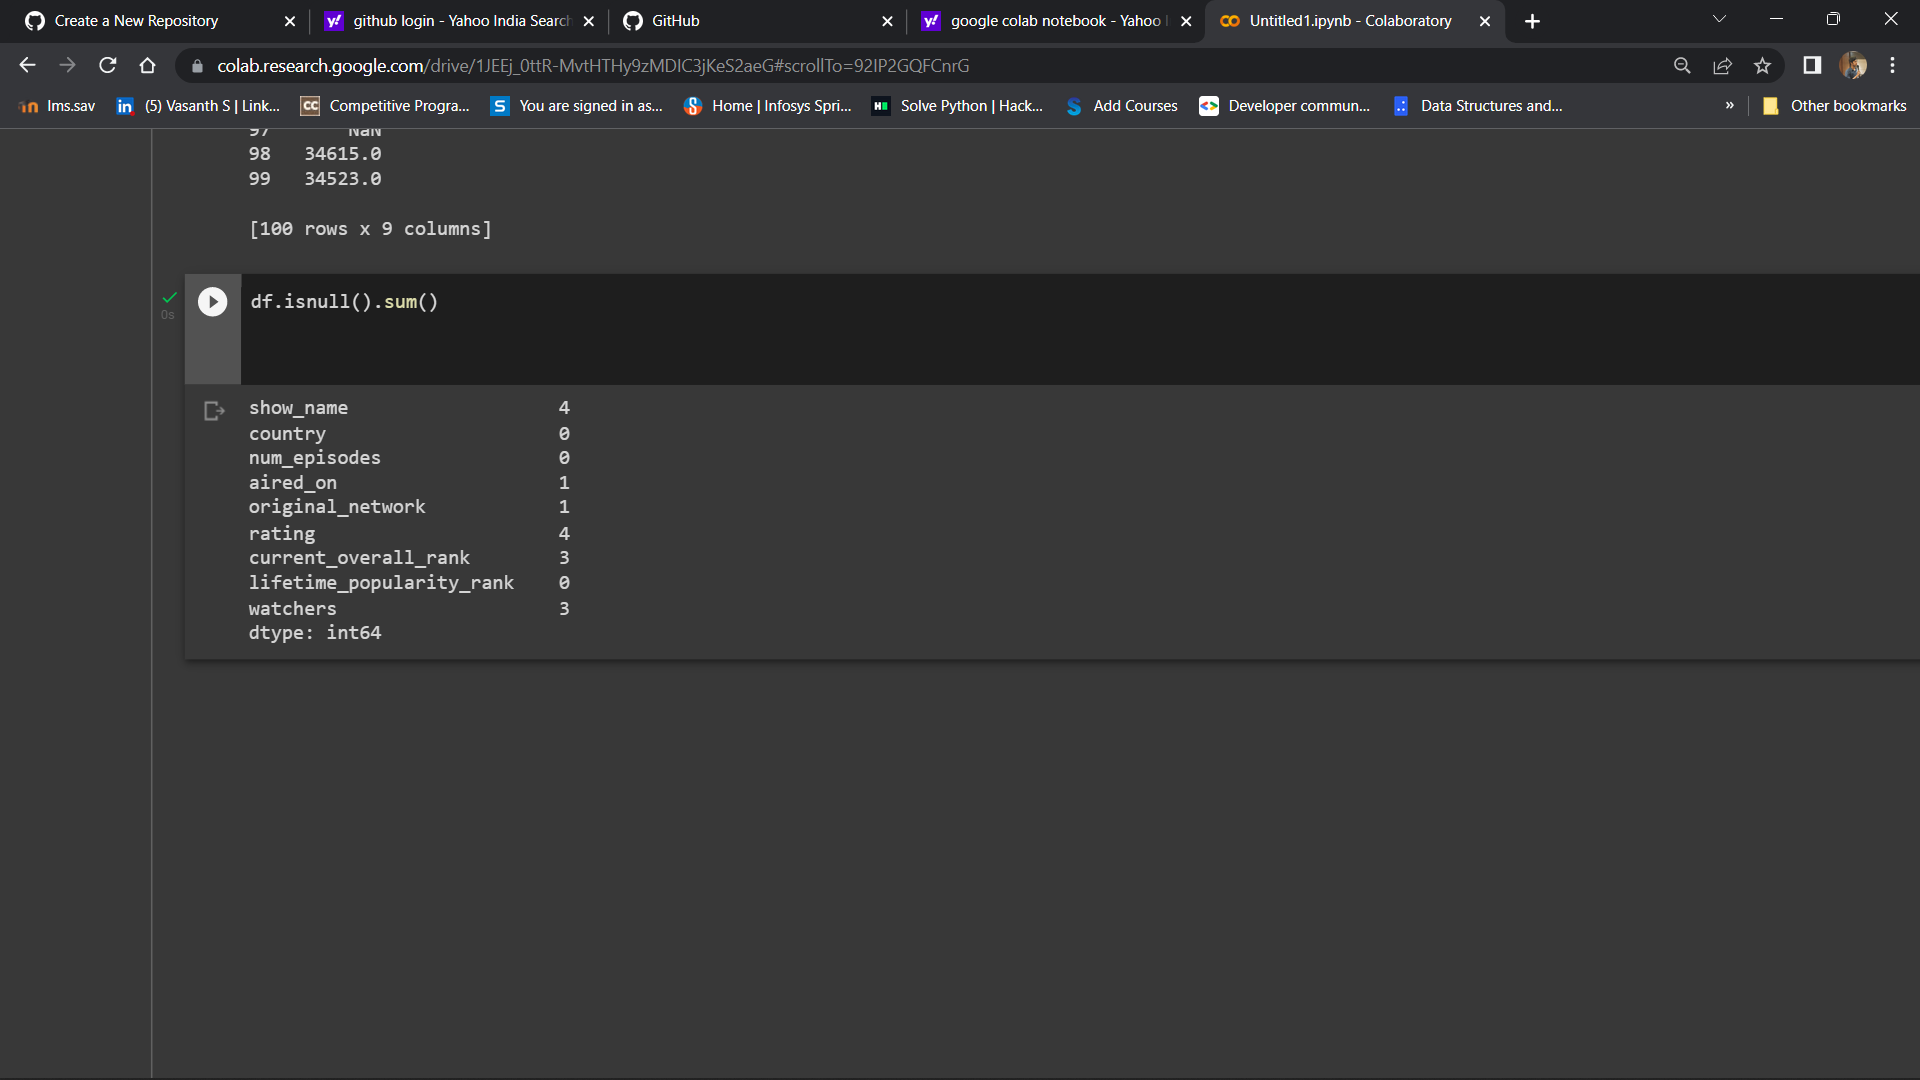 Create a New Repository
github login - Yahoo India Search
GitHub
google colab notebook - Yahoo I
Untitled1.ipynb - Colaboratory
colab.research.google.com/drive/1JEEj_0ttR-MvtHTHy9zMDIC3jKeS2aeG#scrollTo=92IP2GQFCnrG
lms.sav
(5) Vasanth S | Link...
Competitive Progra...
You are signed in as...
Home | Infosys Spri...
Solve Python | Hack...
Add Courses
Developer commun...
Data Structures and...
»
Other bookmarks
97 NaN
98 34615.0
99 34523.0
[100 rows x 9 columns]
0s
df.isnull().sum()
show_name 4
country 0
num_episodes 0
aired_on 1
original_network 1
rating 4
current_overall_rank 3
lifetime_popularity_rank 0
watchers 3
dtype: int64